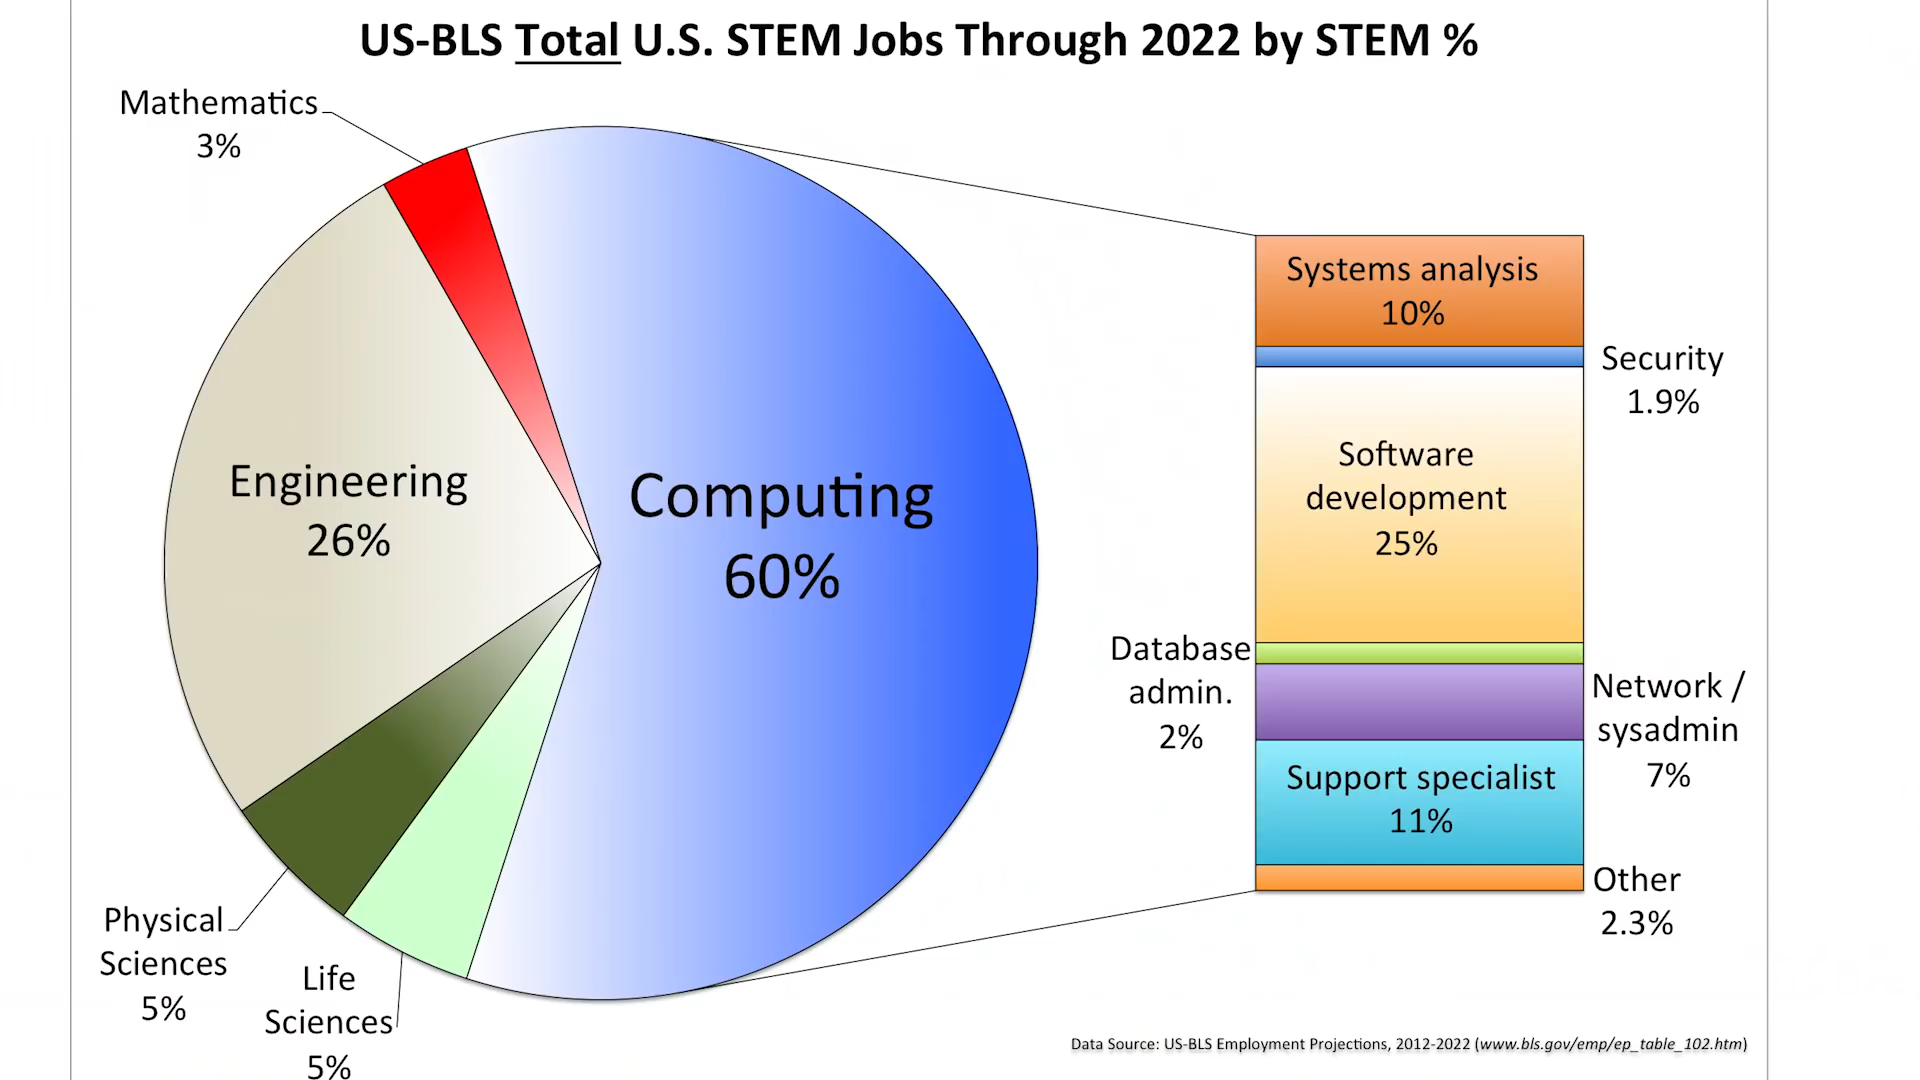 US-BLS Total U.S. STEM Jobs Through 2022 by STEM %
Mathematics
3%
Engineering
26%
Computing
60%
Physical
Sciences
5%
Life
Sciences
5%
Systems analysis
10%
Security
1.9%
Software
development
25%
Database
admin.
2%
Network /
sysadmin
7%
Support specialist
11%
Other
2.3%
Data Source: US-BLS Employment Projections, 2012-2022 (www.bls.gov/emp/ep_table_102.htm)